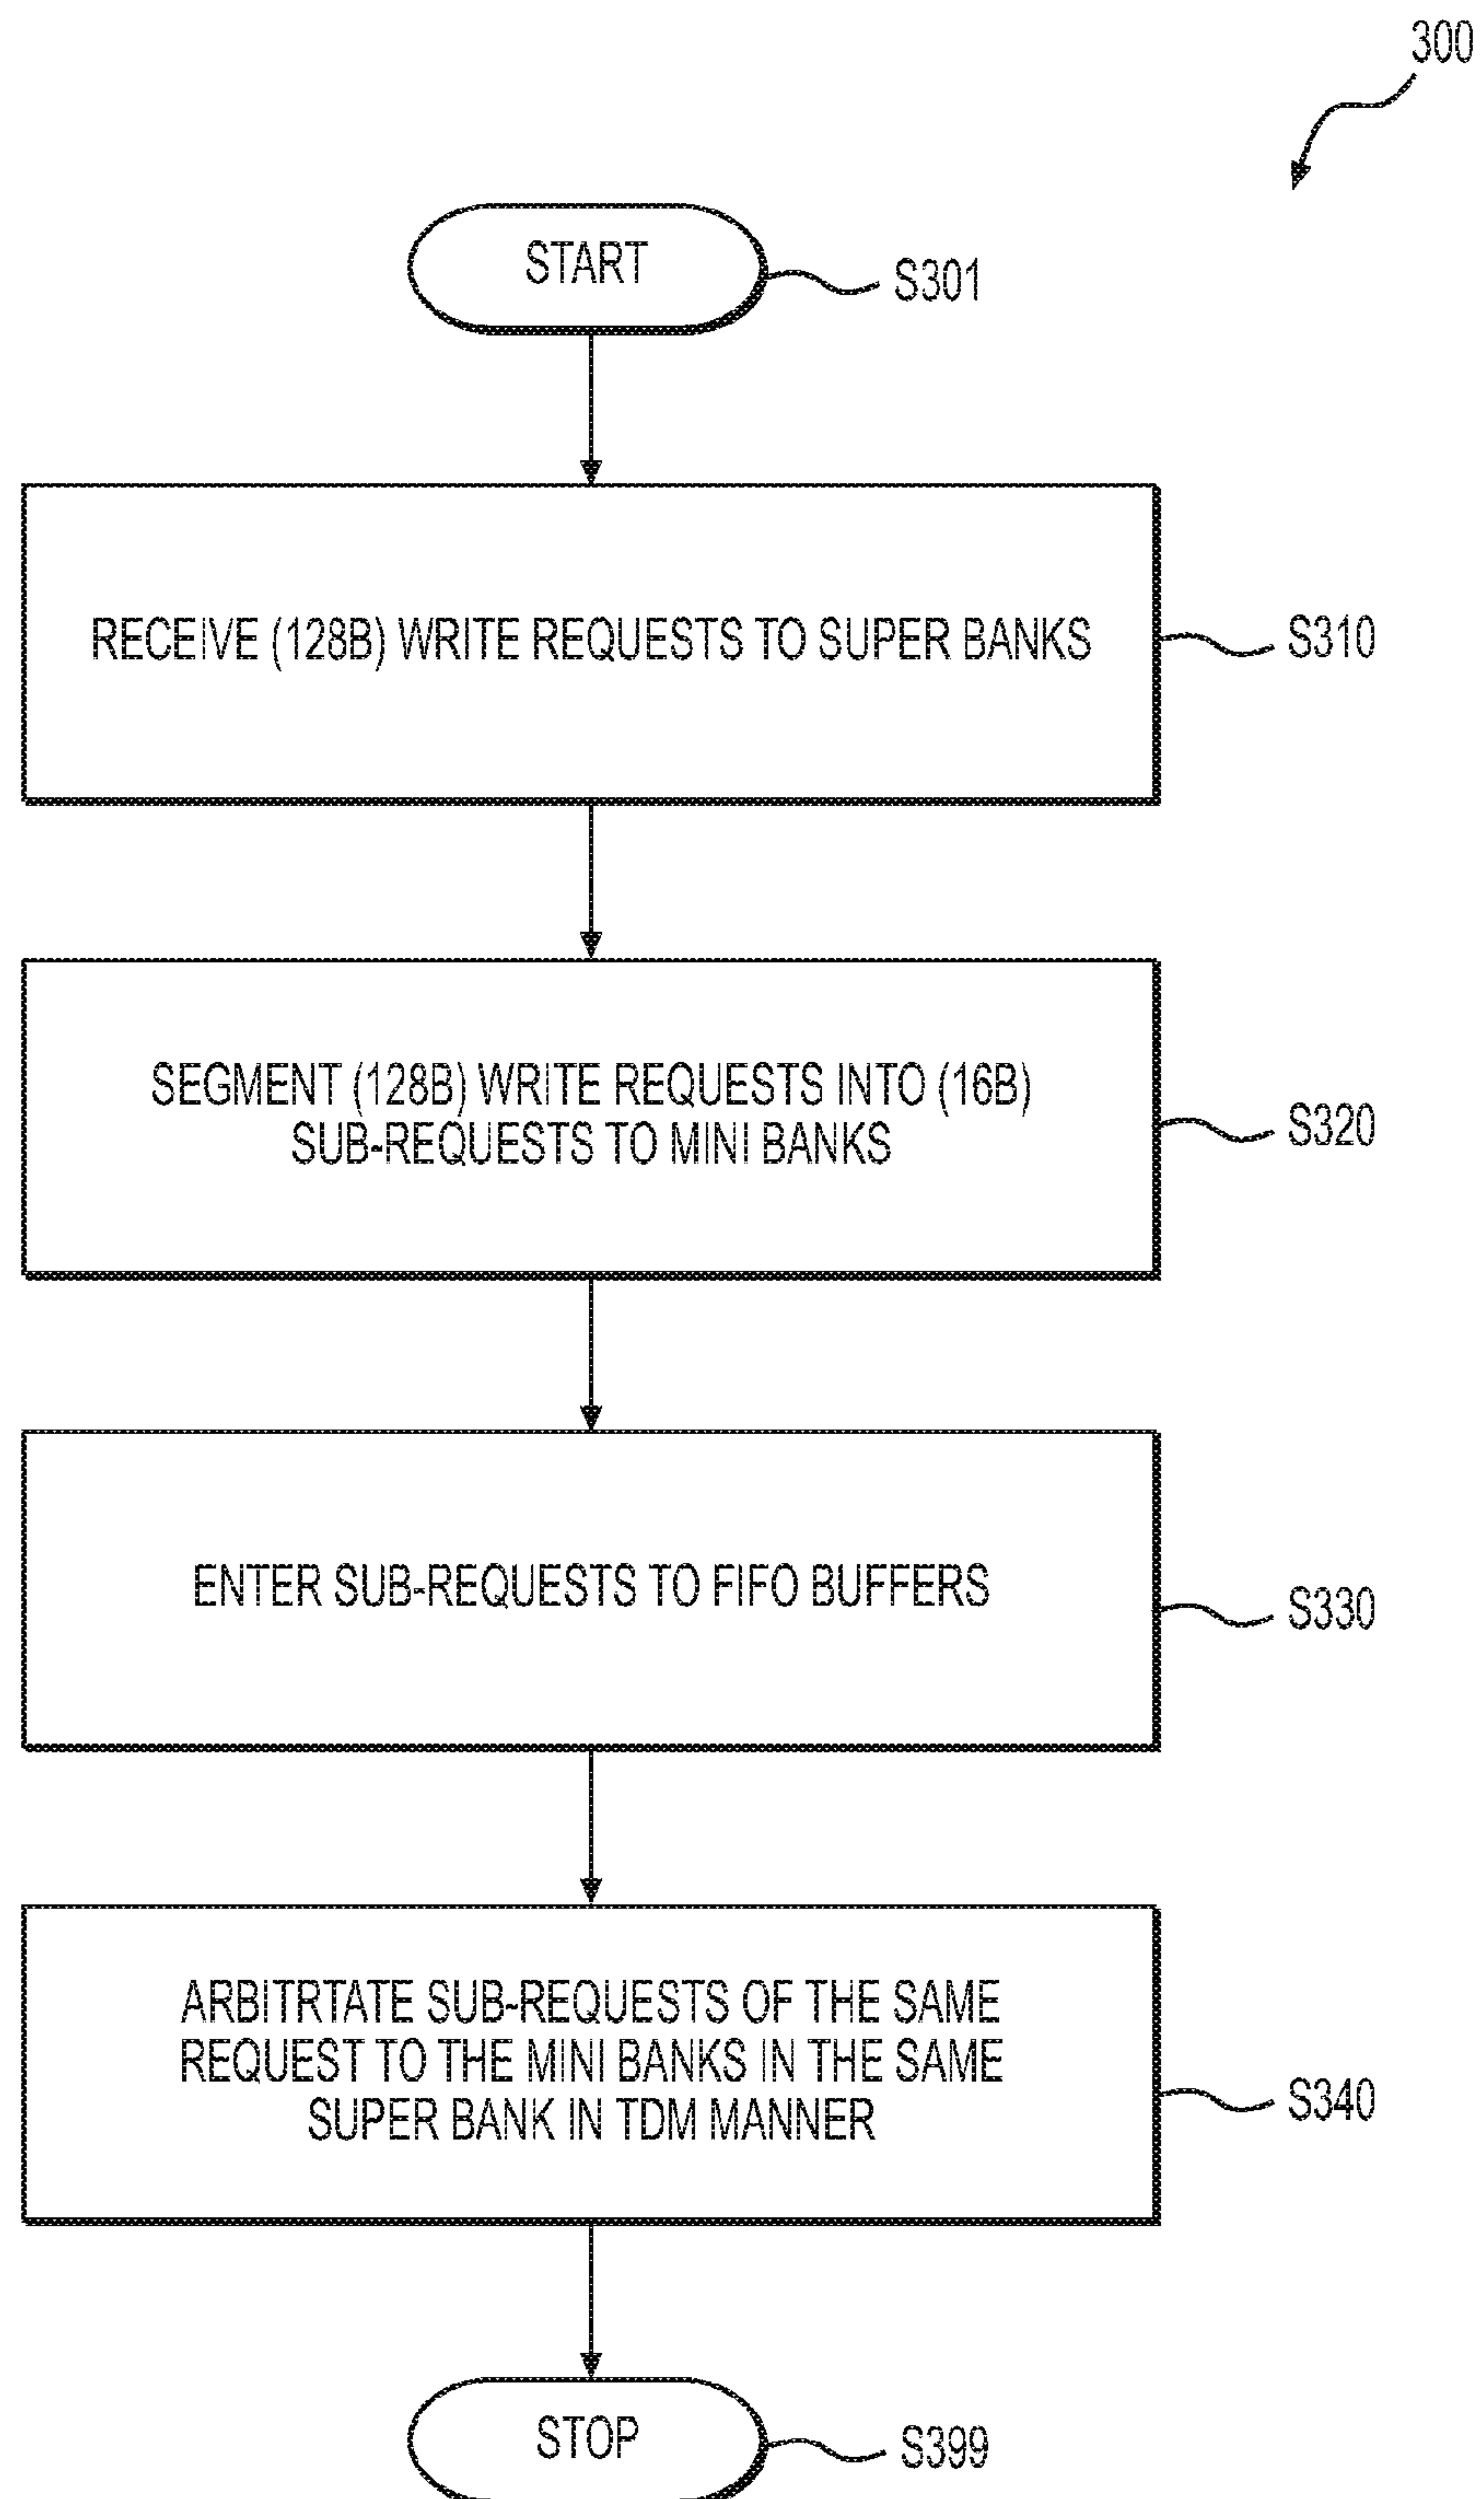 300
START
S301
RECEIVE (128B) WRITE REQUESTS TO SUPER BANKS
S310
SEGMENT (128B) WRITE REQUESTS INTO (16B)
SUB-REQUESTS TO MINI BANKS
S320
ENTER SUB-REQUESTS TO FIFO BUFFERS
S330
ARBITRTATE SUB-REQUESTS OF THE SAME
REQUEST TO THE MINI BANKS IN THE SAME
SUPER BANK IN TDM MANNER
S340
STOP
S399